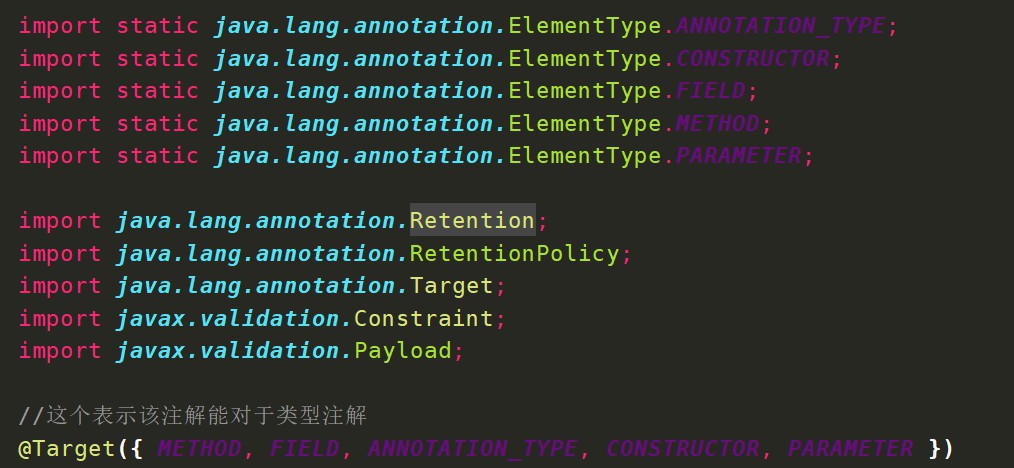 import static java.lang.annotation.ElementType.ANNOTATION_TYPE;
import static java.lang.annotation.ElementType.CONSTRUCTOR;
import static java.lang.annotation.ElementType.FIELD;
import static java.lang.annotation.ElementType.METHOD;
import static java.lang.annotation.ElementType.PARAMETER;
import java.lang.annotation.Retention;
import java.lang.annotation.RetentionPolicy;
import java.lang.annotation.Target;
import javax.validation.Constraint;
import javax.validation.Payload;
//这个表示该注解能对于类型注解
@Target({ METHOD, FIELD, ANNOTATION_TYPE, CONSTRUCTOR, PARAMETER })